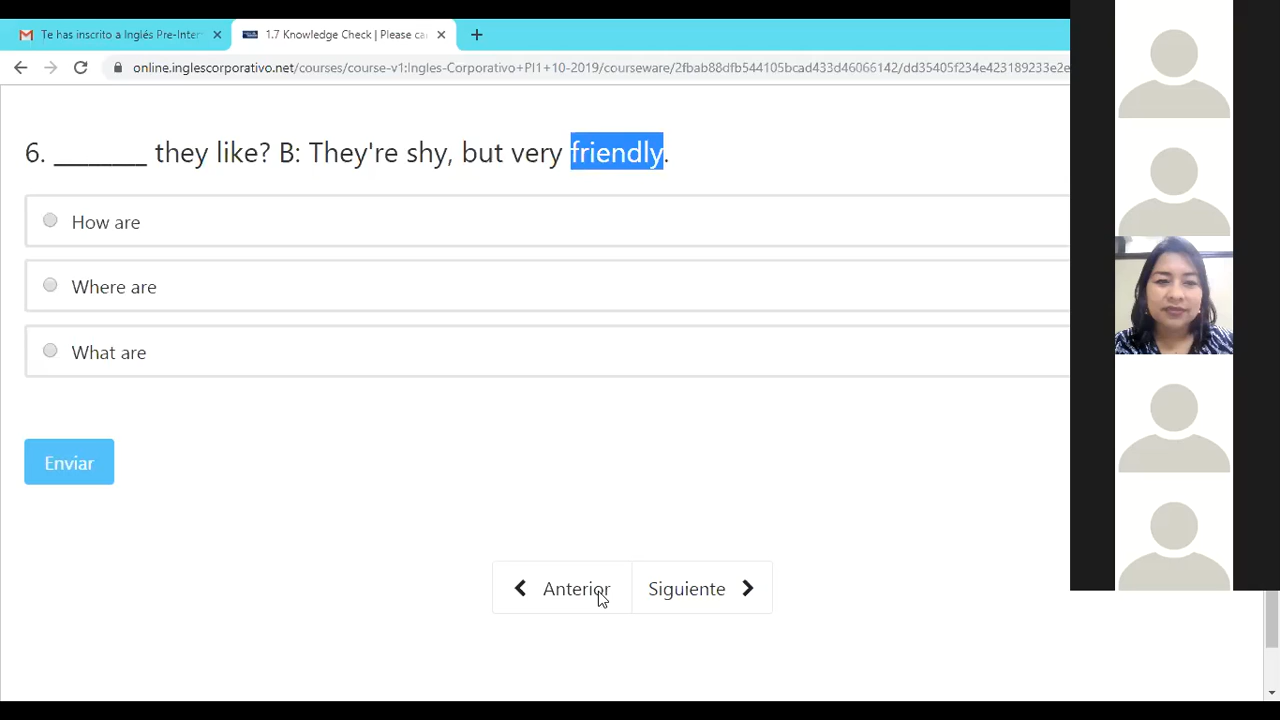 Te has inscrito a Inglés Pre-Inter
1.7 Knowledge Check | Please ca
online.inglescorporativo.net/courses/course-v1:Ingles-Corporativo+PI1+10-2019/courseware/2fbab88dfb544105bcad433d46066142/dd35405f234e423189233e2e
6. ________ they like? B: They're shy, but very friendly.
How are
Where are
What are
Enviar
Anterior
Siguiente